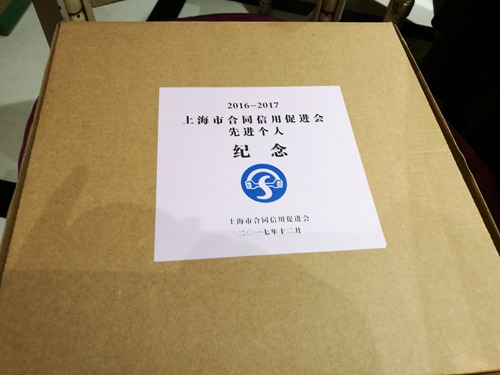 2016-2017
上海市合同信用促进会
先进个人
纪 念
上海市合同信用促进会
二〇一七年十二月